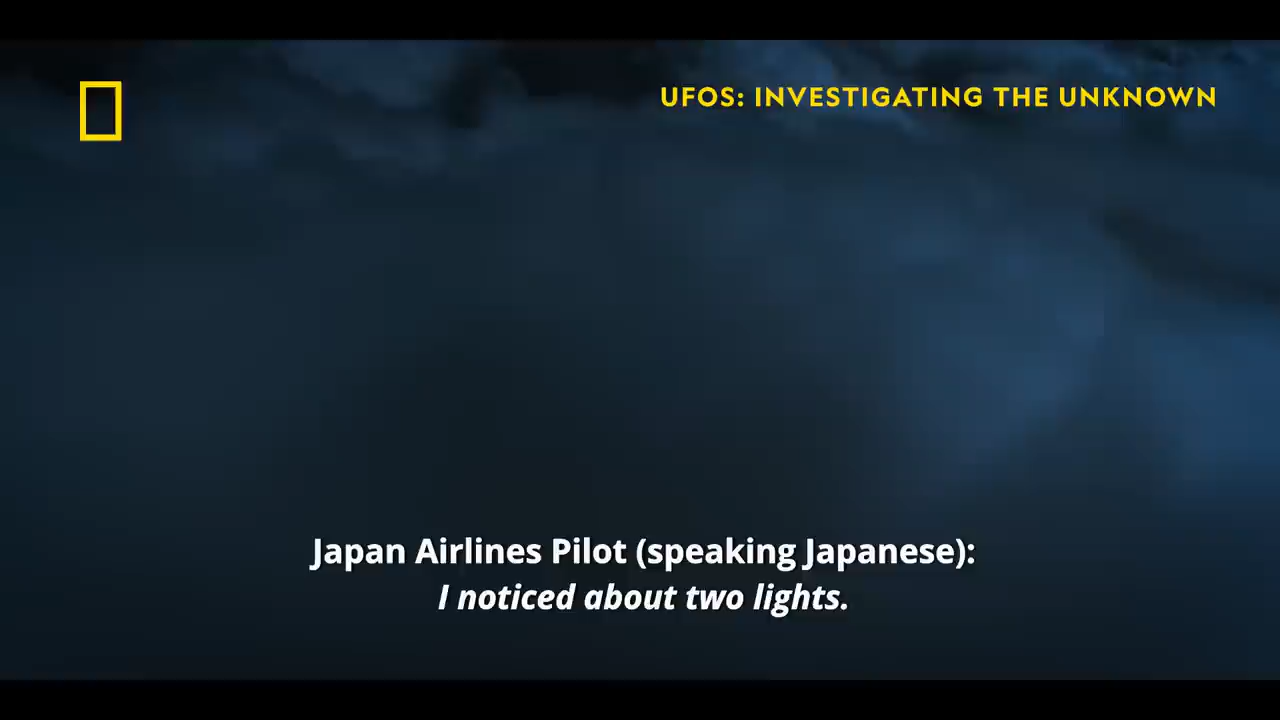 UFOS: INVESTIGATING THE UNKNOWN
Japan Airlines Pilot (speaking Japanese):
I noticed about two lights.